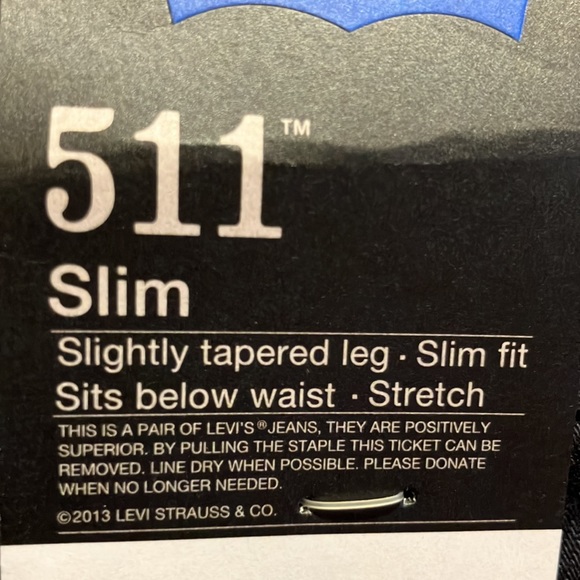 511™
Slim
Slightly tapered leg · Slim fit
Sits below waist · Stretch
THIS IS A PAIR OF LEVI'S® JEANS, THEY ARE POSITIVELY
SUPERIOR. BY PULLING THE STAPLE THIS TICKET CAN BE
REMOVED. LINE DRY WHEN POSSIBLE. PLEASE DONATE
WHEN NO LONGER NEEDED.
©2013 LEVI STRAUSS & CO.